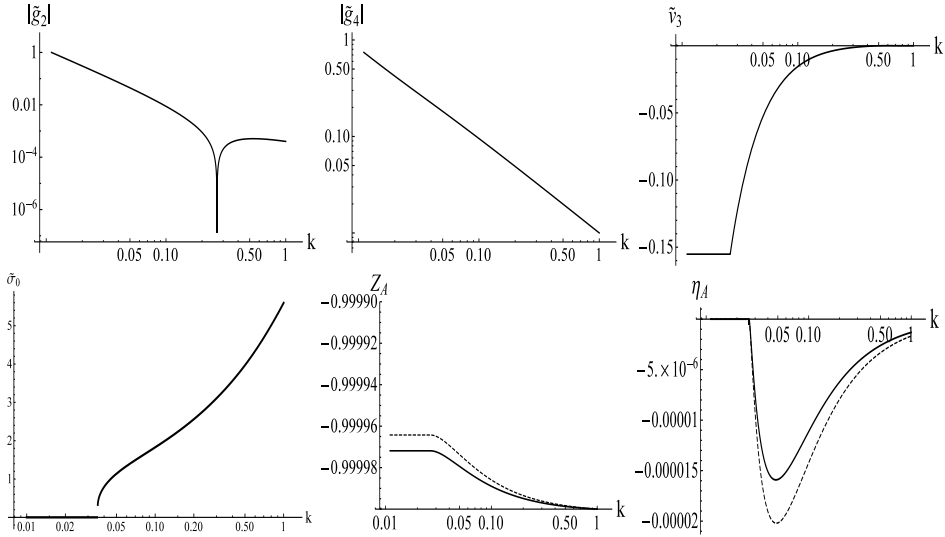 |g̃₂|
1
0.01
10⁻⁴
10⁻⁶
0.05 0.10 0.50 1 k
|g̃₄|
1
0.50
0.10
0.05
0.05 0.10 0.50 1 k
ṽ₃
k
0.05 0.10 0.50 1
−0.05
−0.10
−0.15
σ̃₀
5
4
3
2
1
0.01 0.02 0.05 0.10 0.20 0.50 1 k
Z_A
−0.99990
−0.99992
−0.99994
−0.99996
−0.99998
0.01 0.05 0.10 0.50 1 k
η_A
k
0.05 0.10 0.50 1
−5.×10⁻⁶
−0.00001
−0.000015
−0.00002